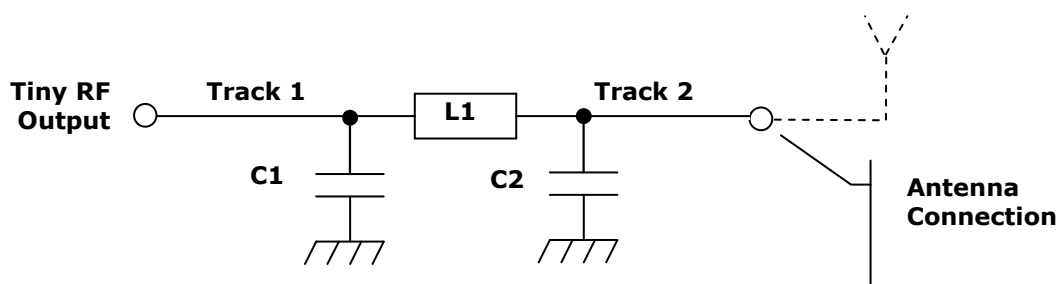 Tiny RF
Output
Track 1
L1
Track 2
C1
C2
Antenna
Connection